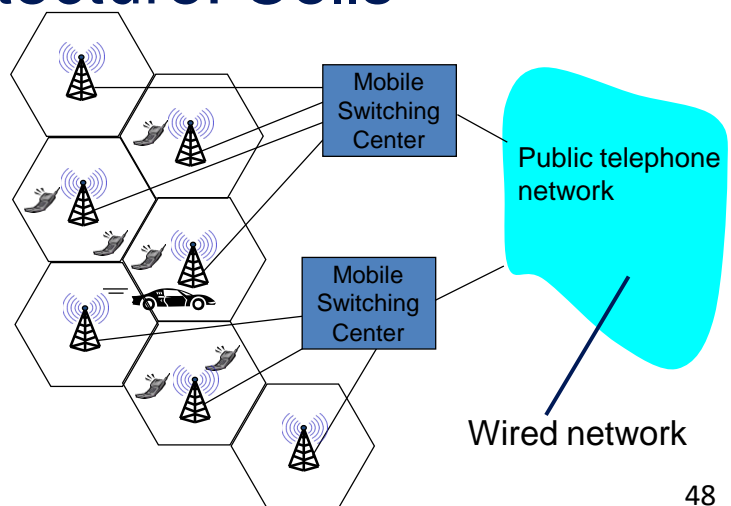 Mobile
Switching
Center
Public telephone
network
Mobile
Switching
Center
Wired network
48